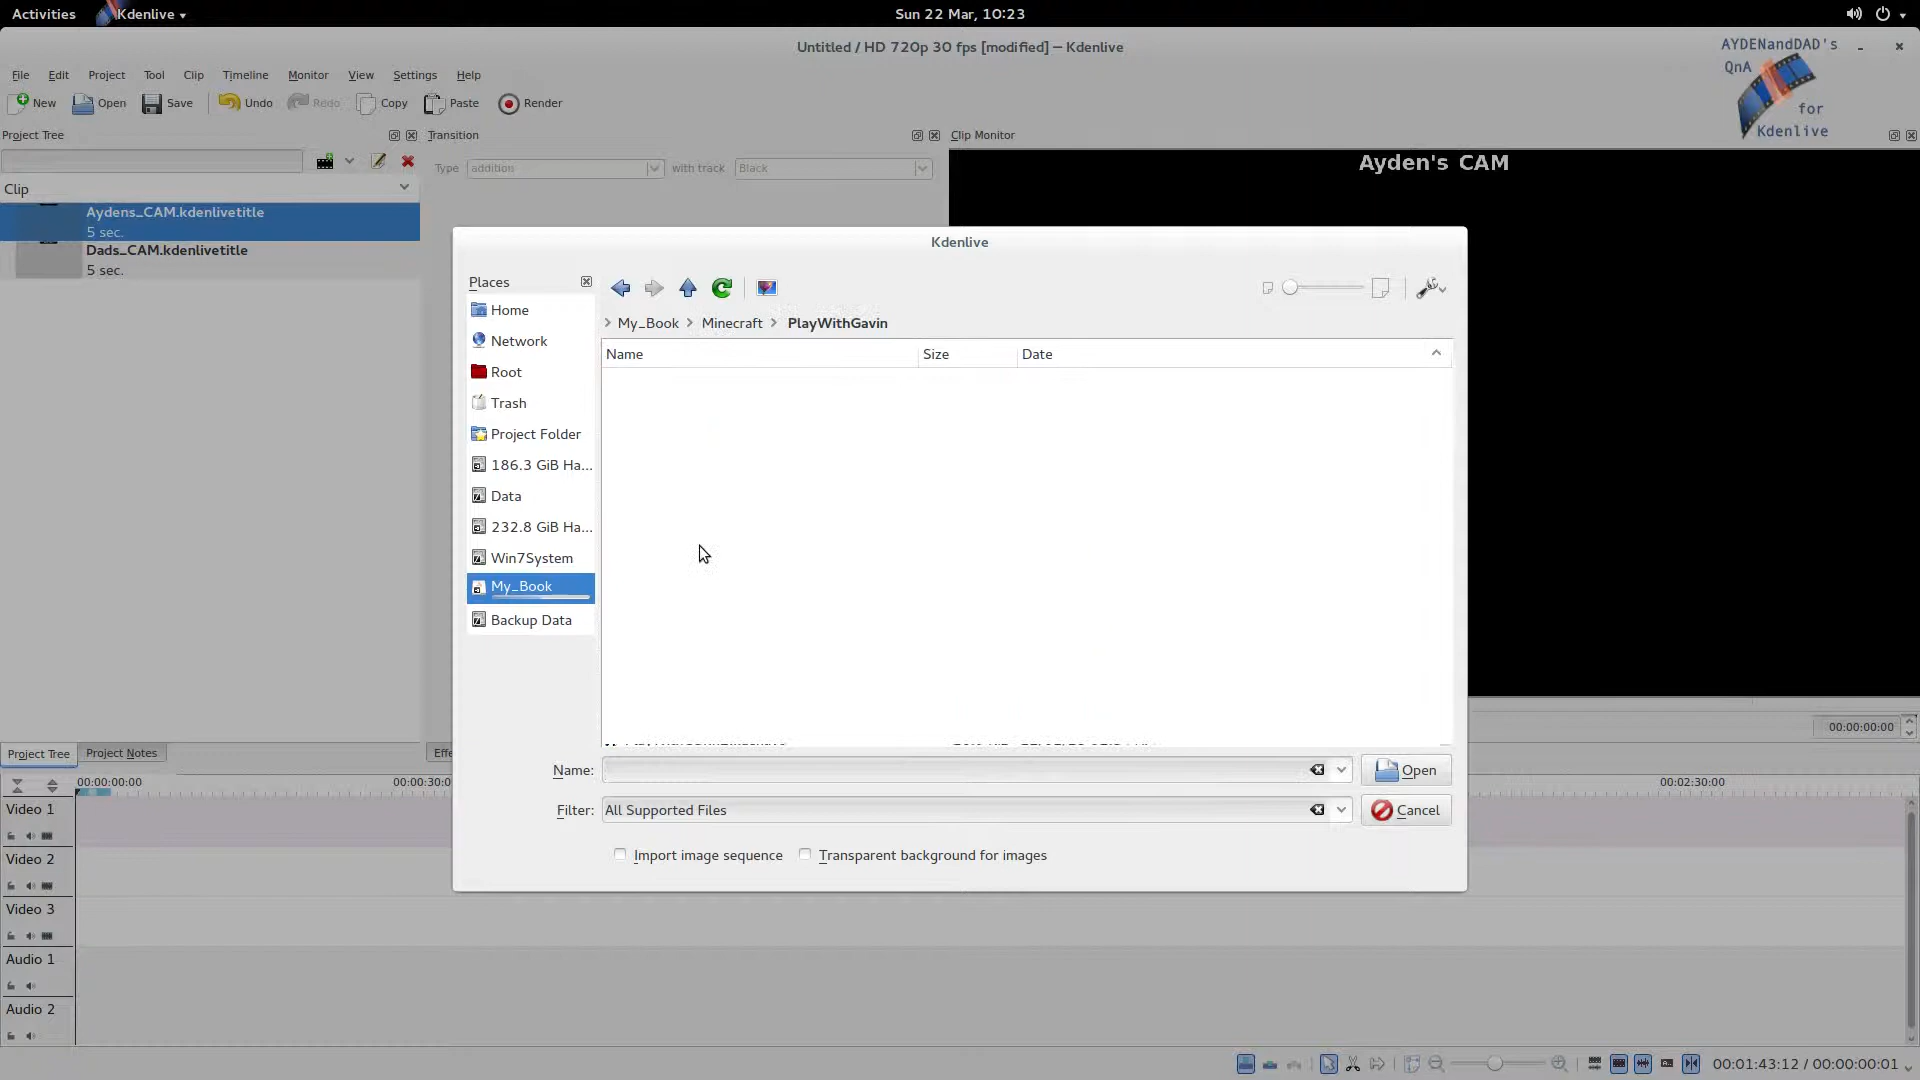 Activities
Kdenlive
Sun 22 Mar, 10:23
Untitled / HD 720p 30 fps [modified] — Kdenlive
AYDENandDAD's
QnA
for
Kdenlive
File Edit Project Tool Clip Timeline Monitor View Settings Help
New Open Save Undo Redo Copy Paste Render
Project Tree
Transition
Clip Monitor
Type addition with track Black
Ayden's CAM
Clip
Aydens_CAM.kdenlivetitle
5 sec.
Dads_CAM.kdenlivetitle
5 sec.
Kdenlive
Places
Home
Network
Root
Trash
Project Folder
186.3 GiB Ha...
Data
232.8 GiB Ha...
Win7System
My_Book
Backup Data
My_Book Minecraft PlayWithGavin
Name Size Date
Name: Open
Filter: All Supported Files Cancel
Import image sequence Transparent background for images
00:00:00:00
Project Tree Project Notes Effe
00:00:00:00 00:00:30:0 00:02:30:00
Video 1
Video 2
Video 3
Audio 1
Audio 2
00:01:43:12 / 00:00:00:01